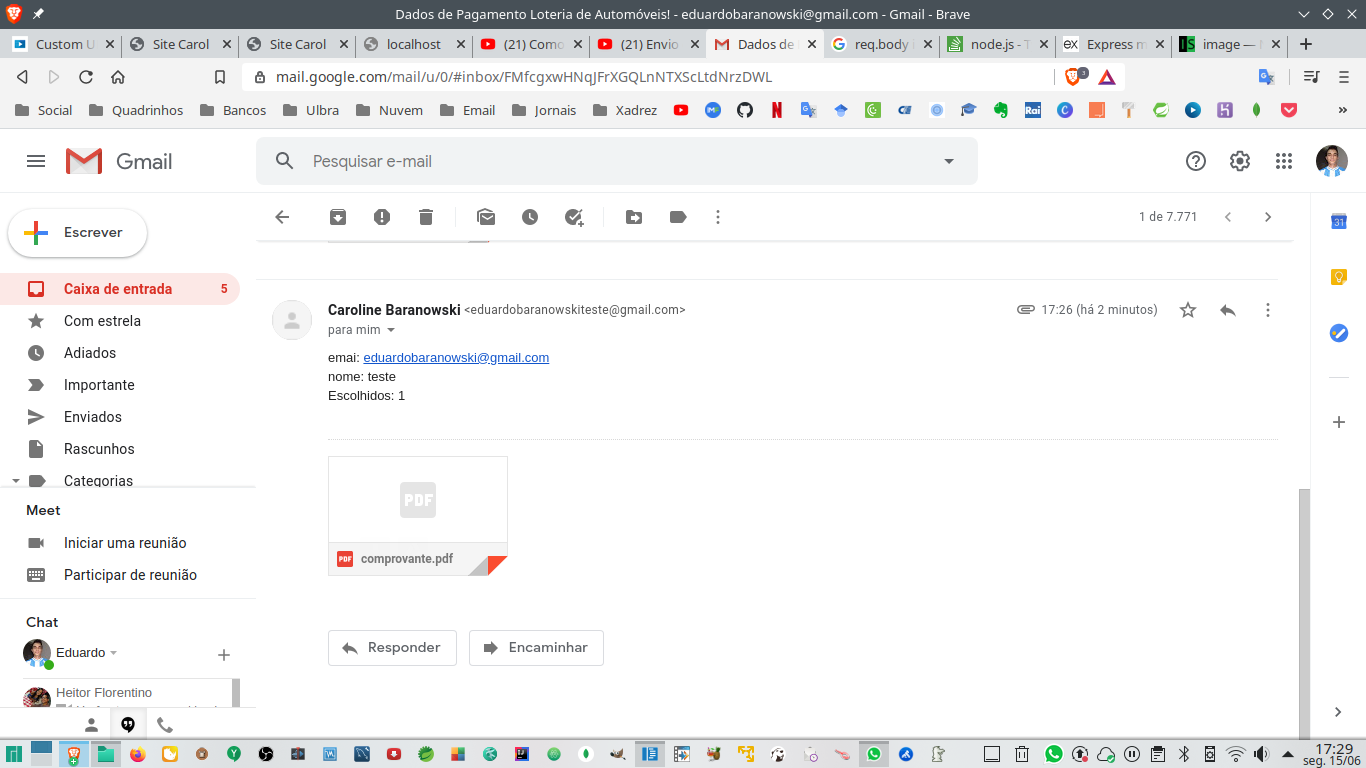 Dados de Pagamento Loteria de Automóveis! - eduardobaranowski@gmail.com - Gmail - Brave
Custom U
Site Carol
Site Carol
localhost
(21) Como
(21) Envio
Dados de
req.body
node.js - T
Express m
image —
mail.google.com/mail/u/0/#inbox/FMfcgxwHNqJFrXGQLnNTXScLtdNrzDWL
3
Social
Quadrinhos
Bancos
Ulbra
Nuvem
Email
Jornais
Xadrez
Rai
»
Gmail
Pesquisar e-mail
Escrever
1 de 7.771
31
Caixa de entrada 5
Com estrela
Adiados
Importante
Enviados
Rascunhos
Categorias
Caroline Baranowski <eduardobaranowskiteste@gmail.com>
17:26 (há 2 minutos)
para mim
emai: eduardobaranowski@gmail.com
nome: teste
Escolhidos: 1
PDF
PDF comprovante.pdf
Responder
Encaminhar
Meet
Iniciar uma reunião
Participar de reunião
Chat
Eduardo
Heitor Florentino
17:29
seg. 15/06